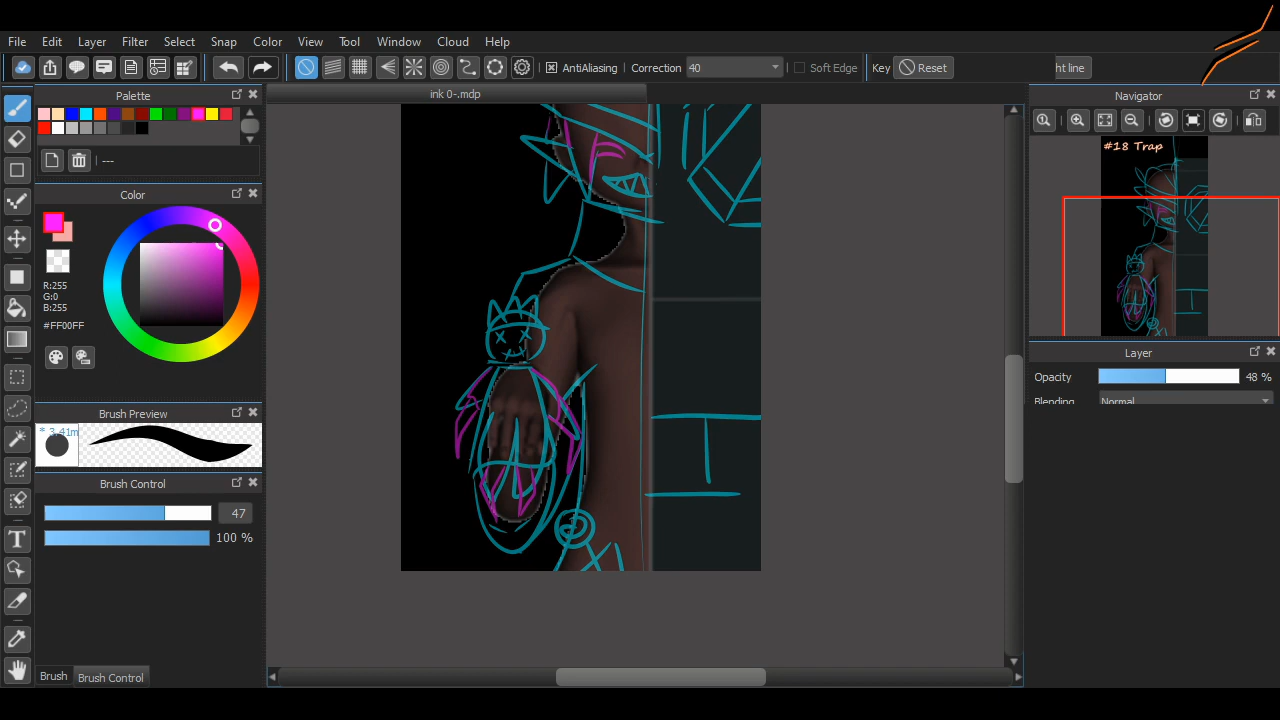 File Edit Layer Filter Select Snap Color View Tool Window Cloud Help
AntiAliasing Correction 40 Soft Edge Key Reset ht line
Palette
ink 0-.mdp
Navigator
---
#18 Trap
Color
R:255
G:0
B:255
#FF00FF
Layer
Opacity 48 %
Blending Normal
Brush Preview
* 3.41m
Brush Control
47
100 %
Brush Brush Control